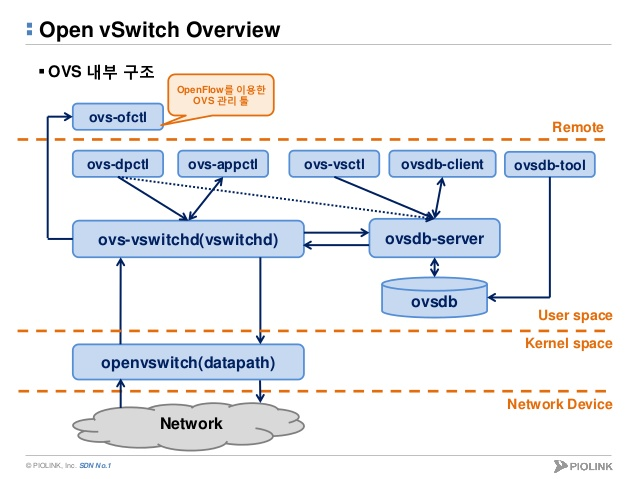 Open vSwitch Overview
OVS 내부 구조
OpenFlow를 이용한
OVS 관리 툴
ovs-ofctl
Remote
ovs-dpctl
ovs-appctl
ovs-vsctl
ovsdb-client
ovsdb-tool
ovs-vswitchd(vswitchd)
ovsdb-server
ovsdb
User space
Kernel space
openvswitch(datapath)
Network Device
Network
© PIOLINK, Inc. SDN No.1
PIOLINK